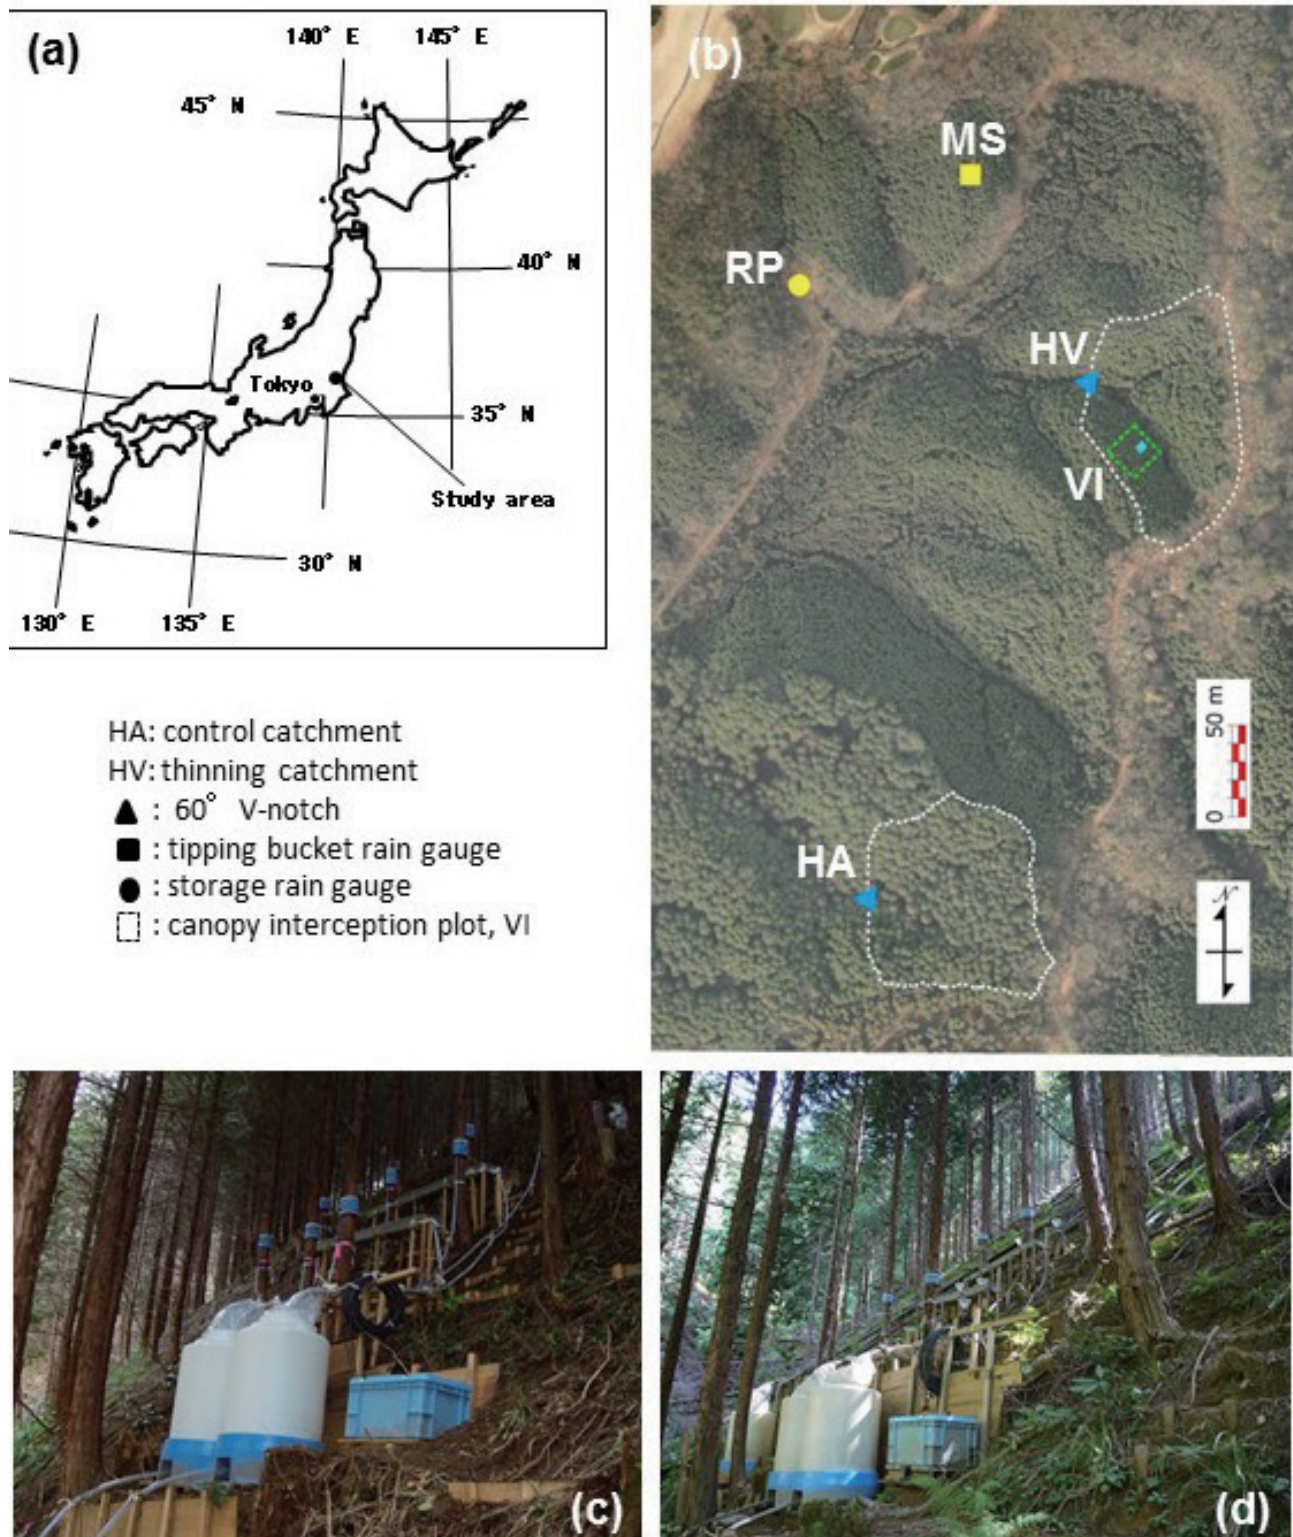 (a)
140° E
145° E
45° N
40° N
Tokyo
35° N
Study area
30° N
130° E
135° E
(b)
MS
RP
HV
VI
HA
50 m
0
N
HA: control catchment
HV: thinning catchment
▲ : 60° V-notch
■ : tipping bucket rain gauge
● : storage rain gauge
: canopy interception plot, VI
(c)
(d)